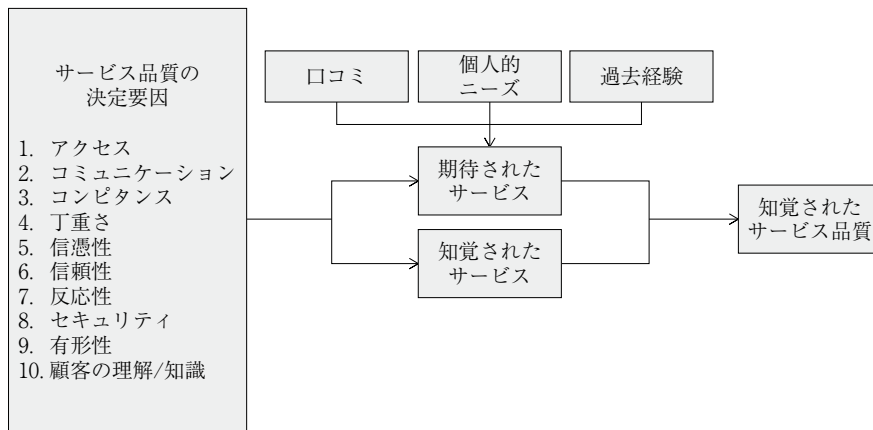 サービス品質の
決定要因
1. アクセス
2. コミュニケーション
3. コンピタンス
4. 丁重さ
5. 信憑性
6. 信頼性
7. 反応性
8. セキュリティ
9. 有形性
10. 顧客の理解/知識
口コミ
個人的
ニーズ
過去経験
期待された
サービス
知覚された
サービス
知覚された
サービス品質